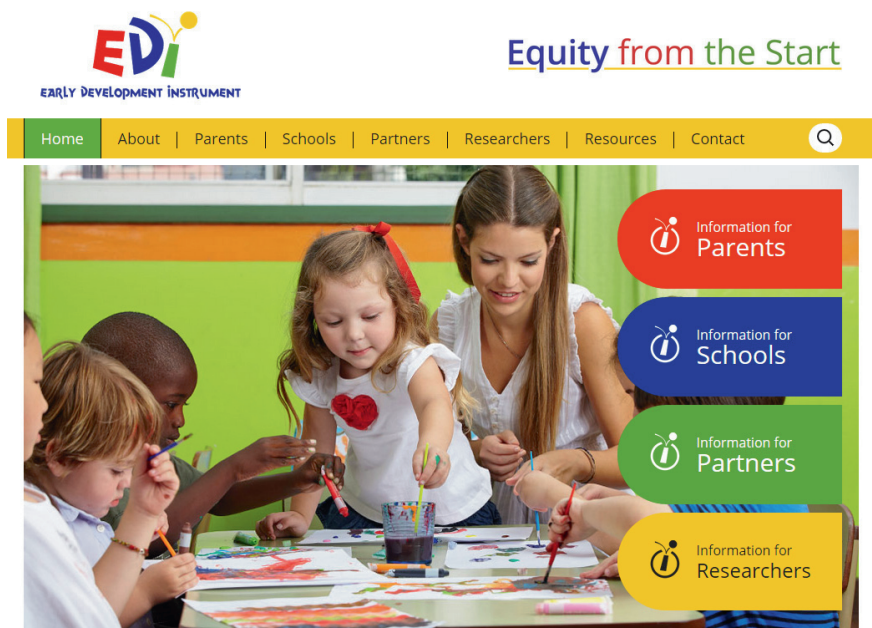 EDi
EARLY DEVELOPMENT iNSTRUMENT
Equity from the Start
Home About | Parents | Schools | Partners | Researchers | Resources | Contact
Information for
Parents
Information for
Schools
Information for
Partners
Information for
Researchers